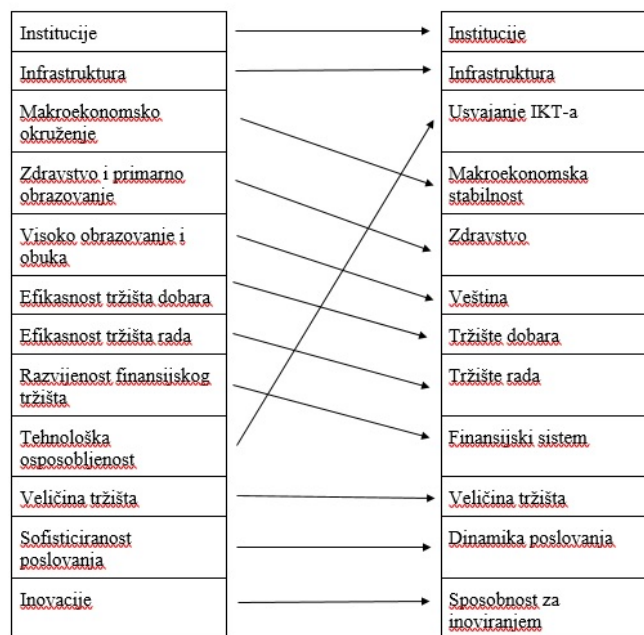 Institucije
Infrastruktura
Makroekonomsko
okruženje
Zdravstvo i primarno
obrazovanje
Visoko obrazovanje i
obuka
Efikasnost tržišta dobara
Efikasnost tržišta rada
Razvijenost finansijskog
tržišta
Tehnološka
osposobljenost
Veličina tržišta
Sofisticiranost
poslovanja
Inovacije
Institucije
Infrastruktura
Usvajanje IKT-a
Makroekonomska
stabilnost
Zdravstvo
Veština
Tržište dobara
Tržište rada
Finansijski sistem
Veličina tržišta
Dinamika poslovanja
Sposobnost za
inoviranjem